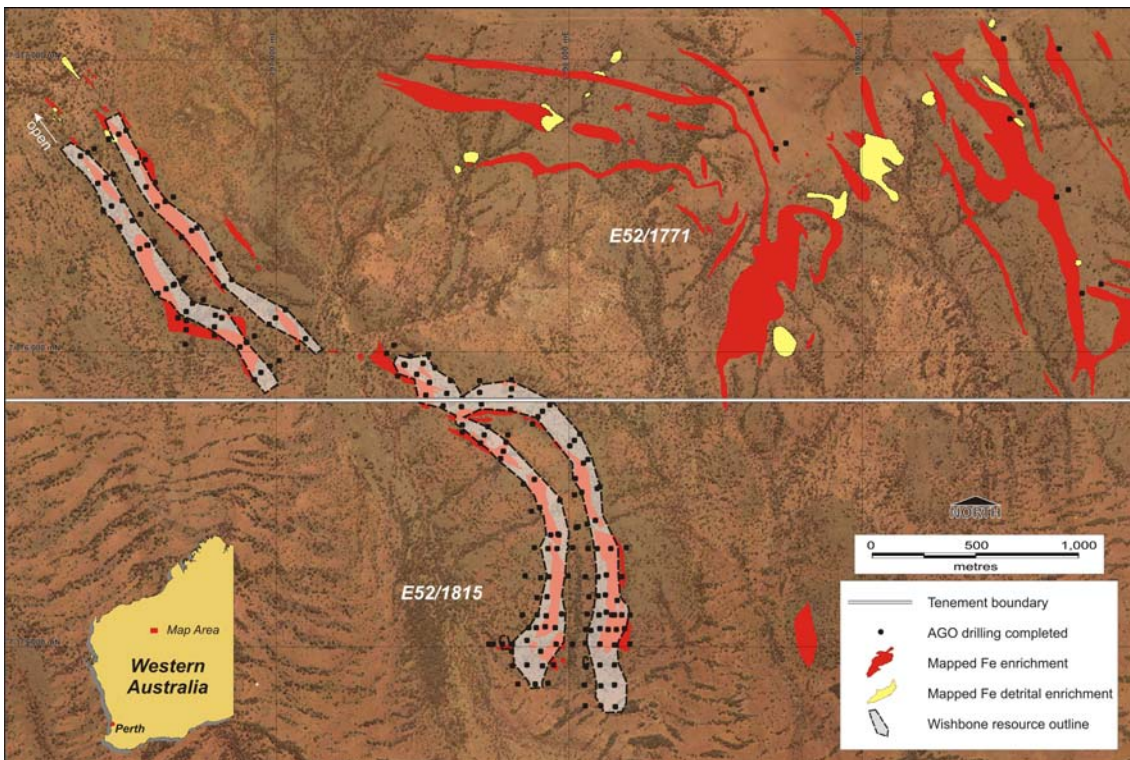 open
E52/1771
E52/1815
NORTH
0 500 1,000
metres
Tenement boundary
AGO drilling completed
Mapped Fe enrichment
Mapped Fe detrital enrichment
Wishbone resource outline
Map Area
Western
Australia
Perth